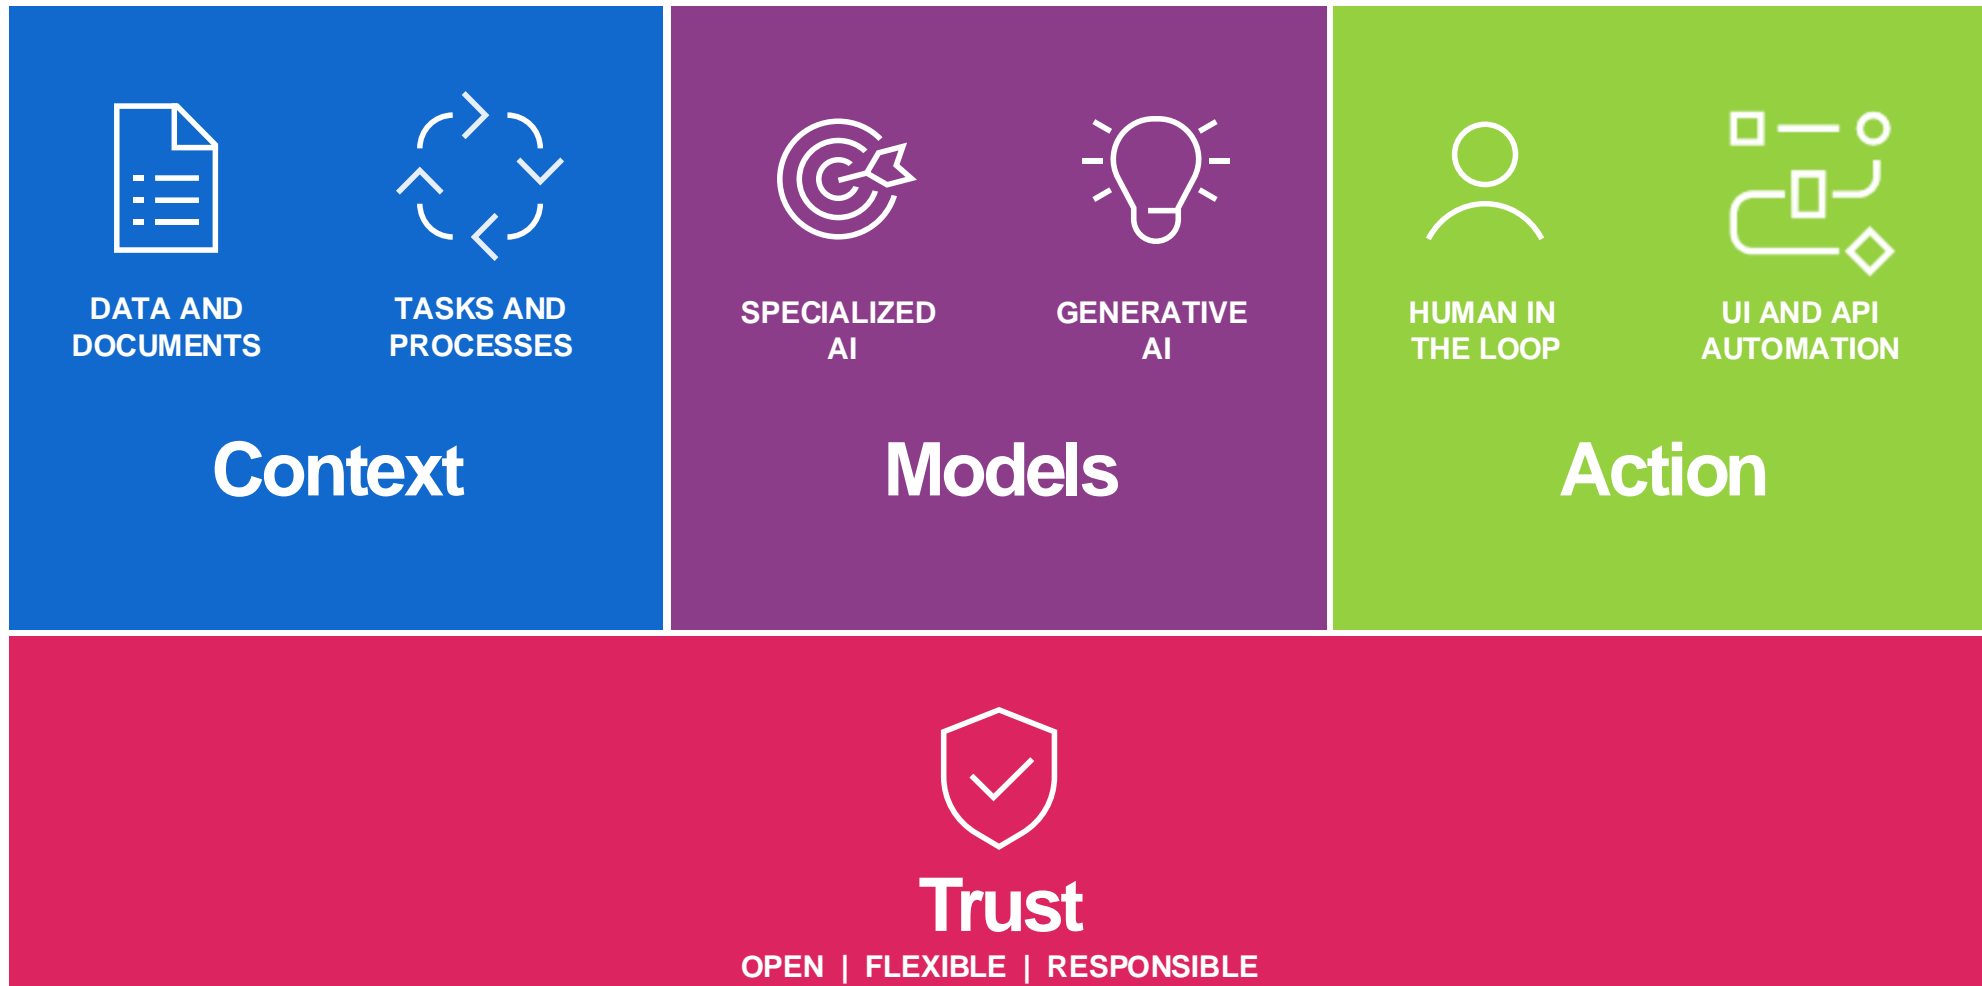 DATA AND
DOCUMENTS
TASKS AND
PROCESSES
Context
SPECIALIZED
AI
GENERATIVE
AI
Models
HUMAN IN
THE LOOP
UI AND API
AUTOMATION
Action
Trust
OPEN | FLEXIBLE | RESPONSIBLE